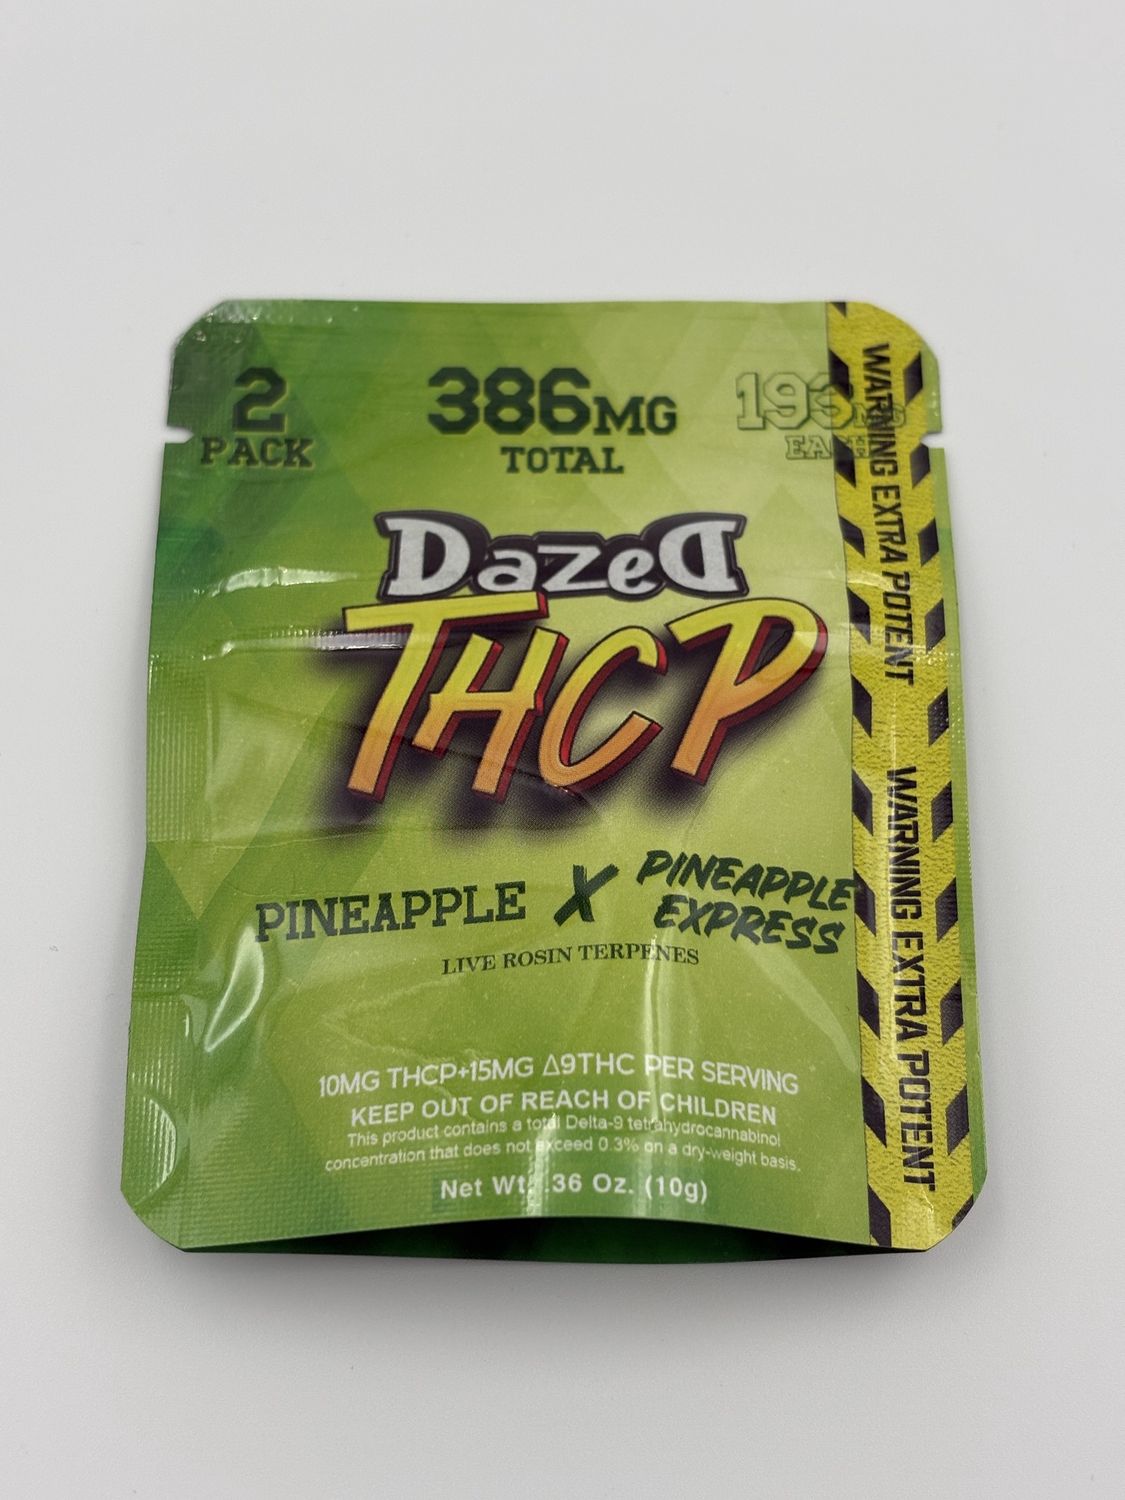 2
PACK
386MG
TOTAL
193MG
EACH
DazeD
THCP
PINEAPPLE X PINEAPPLE
EXPRESS
LIVE ROSIN TERPENES
10MG THCP+15MG Δ9THC PER SERVING
KEEP OUT OF REACH OF CHILDREN
This product contains a total Delta-9 tetrahydrocannabinol
concentration that does not exceed 0.3% on a dry-weight basis.
Net Wt. .36 Oz. (10g)
WARNING EXTRA POTENT
WARNING EXTRA POTENT